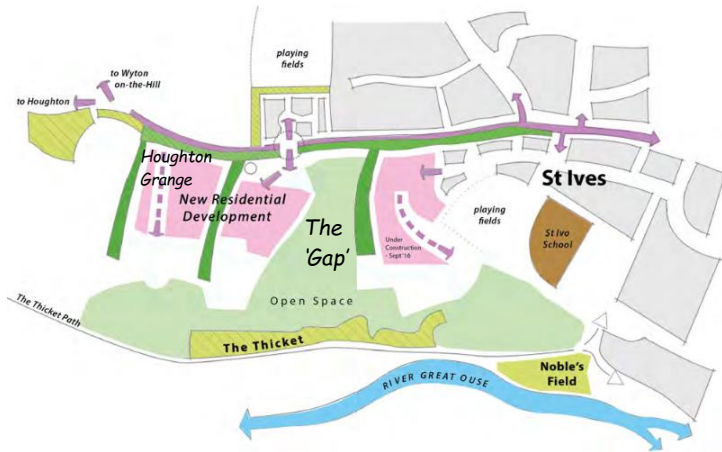 playing
fields
to Wyton
on-the-Hill
to Houghton
Houghton
Grange
New Residential
Development
The
'Gap'
St Ives
playing
fields
St Ivo
School
Under
Construction
- Sept'16
Open Space
The Thicket Path
The Thicket
Noble's
Field
RIVER GREAT OUSE